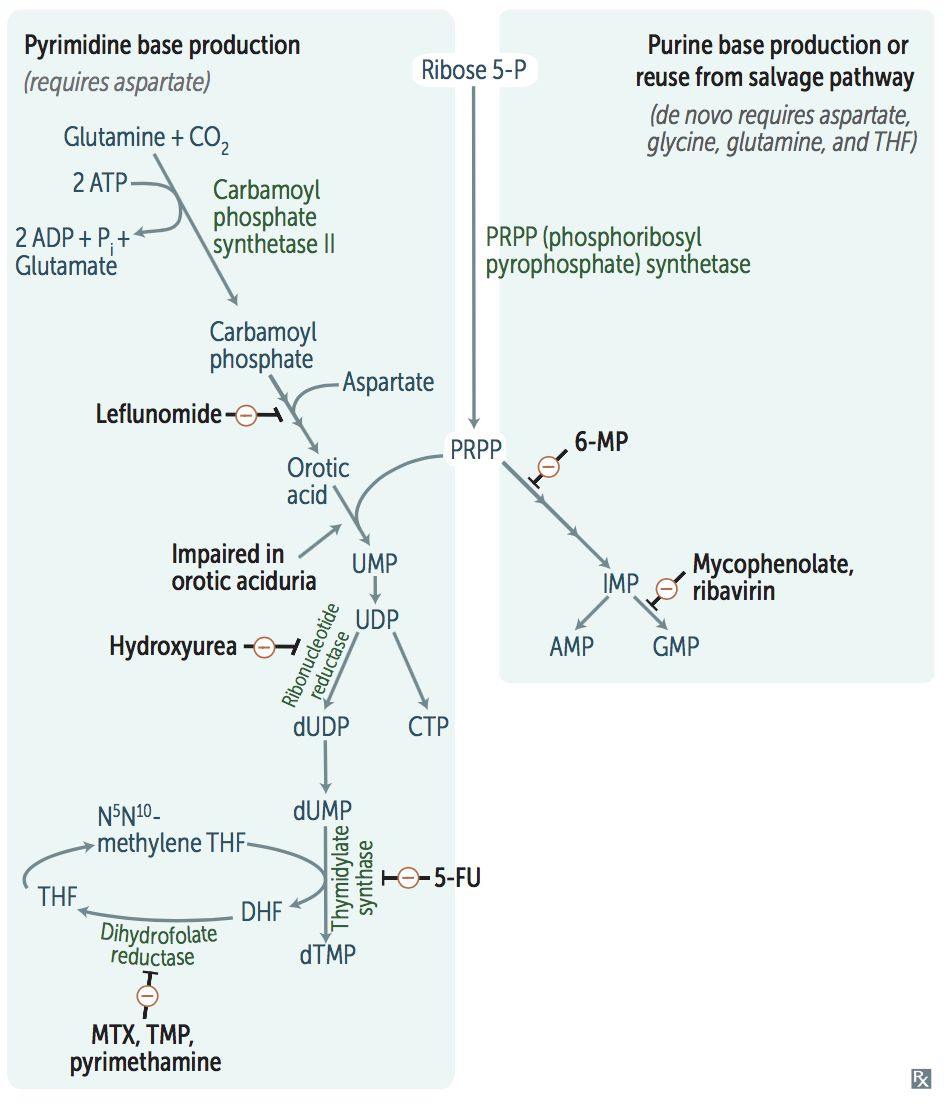 Pyrimidine base production
(requires aspartate)
Ribose 5-P
Purine base production or
reuse from salvage pathway
(de novo requires aspartate,
glycine, glutamine, and THF)
Glutamine + CO2
2 ATP
Carbamoyl
phosphate
synthetase II
2 ADP + Pi +
Glutamate
PRPP (phosphoribosyl
pyrophosphate) synthetase
Carbamoyl
phosphate
Aspartate
Leflunomide
Orotic
acid
PRPP
6-MP
Impaired in
orotic aciduria
UMP
Mycophenolate,
ribavirin
IMP
UDP
AMP
GMP
Hydroxyurea
Ribonucleotide
reductase
dUDP
CTP
dUMP
N5N10-
methylene THF
Thymidylate
synthase
5-FU
THF
DHF
Dihydrofolate
reductase
dTMP
MTX, TMP,
pyrimethamine
Rx